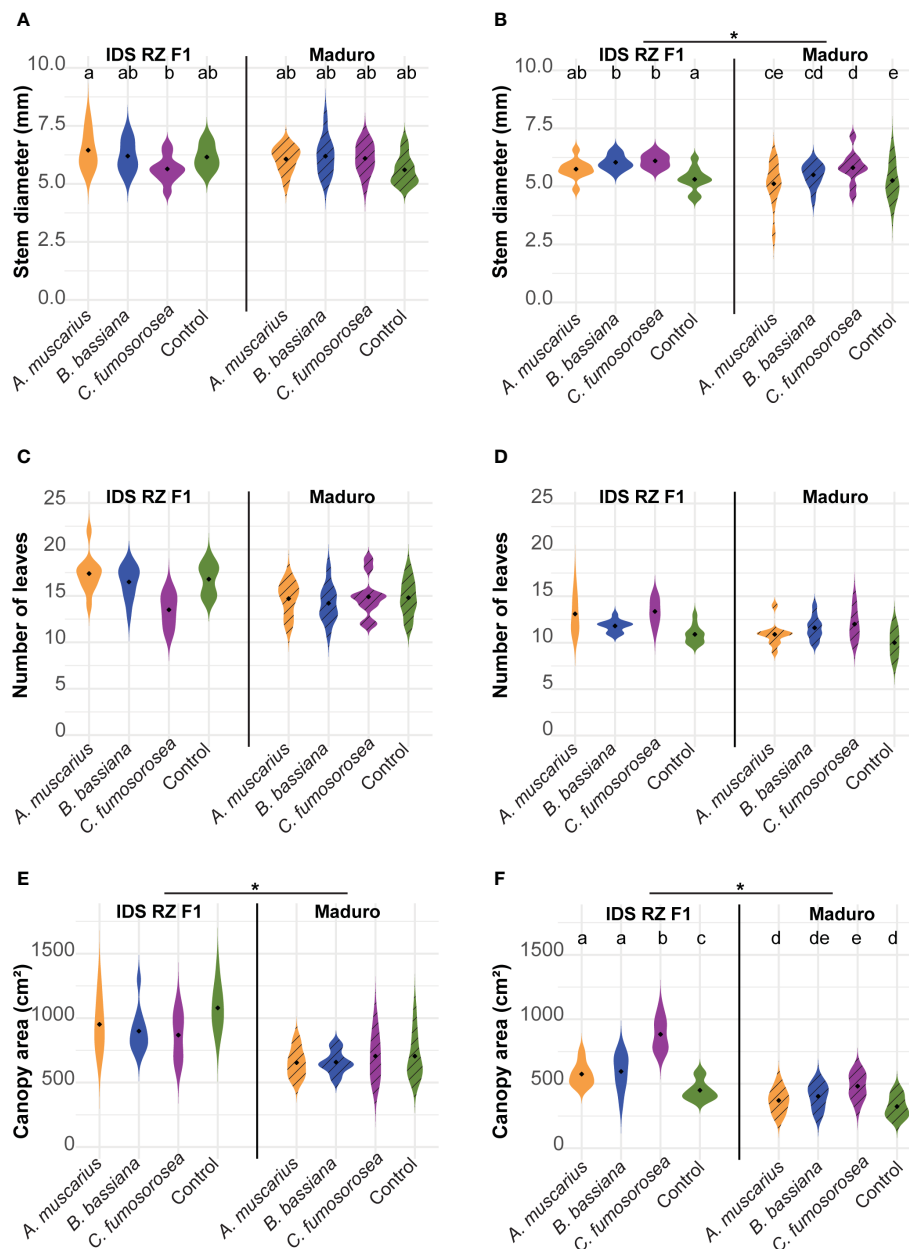 A
IDS RZ F1 Maduro
10.0
a ab b ab ab ab ab ab
7.5
5.0
2.5
0.0
Stem diameter (mm)
A. muscarius
B. bassiana
C. fumosorosea
Control
A. muscarius
B. bassiana
C. fumosorosea
Control
B
*
IDS RZ F1 Maduro
10.0
ab b b a ce cd d e
7.5
5.0
2.5
0.0
Stem diameter (mm)
A. muscarius
B. bassiana
C. fumosorosea
Control
A. muscarius
B. bassiana
C. fumosorosea
Control
C
IDS RZ F1 Maduro
25
20
15
10
5
0
Number of leaves
A. muscarius
B. bassiana
C. fumosorosea
Control
A. muscarius
B. bassiana
C. fumosorosea
Control
D
IDS RZ F1 Maduro
25
20
15
10
5
0
Number of leaves
A. muscarius
B. bassiana
C. fumosorosea
Control
A. muscarius
B. bassiana
C. fumosorosea
Control
E
*
IDS RZ F1 Maduro
1500
1000
500
0
Canopy area (cm²)
A. muscarius
B. bassiana
C. fumosorosea
Control
A. muscarius
B. bassiana
C. fumosorosea
Control
F
*
IDS RZ F1 Maduro
a a b c d de e d
1500
1000
500
0
Canopy area (cm²)
A. muscarius
B. bassiana
C. fumosorosea
Control
A. muscarius
B. bassiana
C. fumosorosea
Control